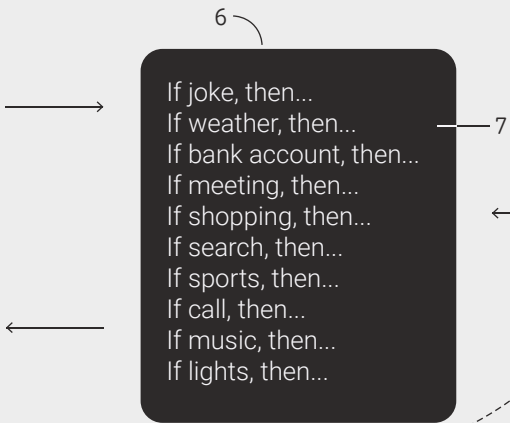 6
If joke, then...
If weather, then...
7
If bank account, then...
If meeting, then...
If shopping, then...
If search, then...
If sports, then...
If call, then...
If music, then...
If lights, then...